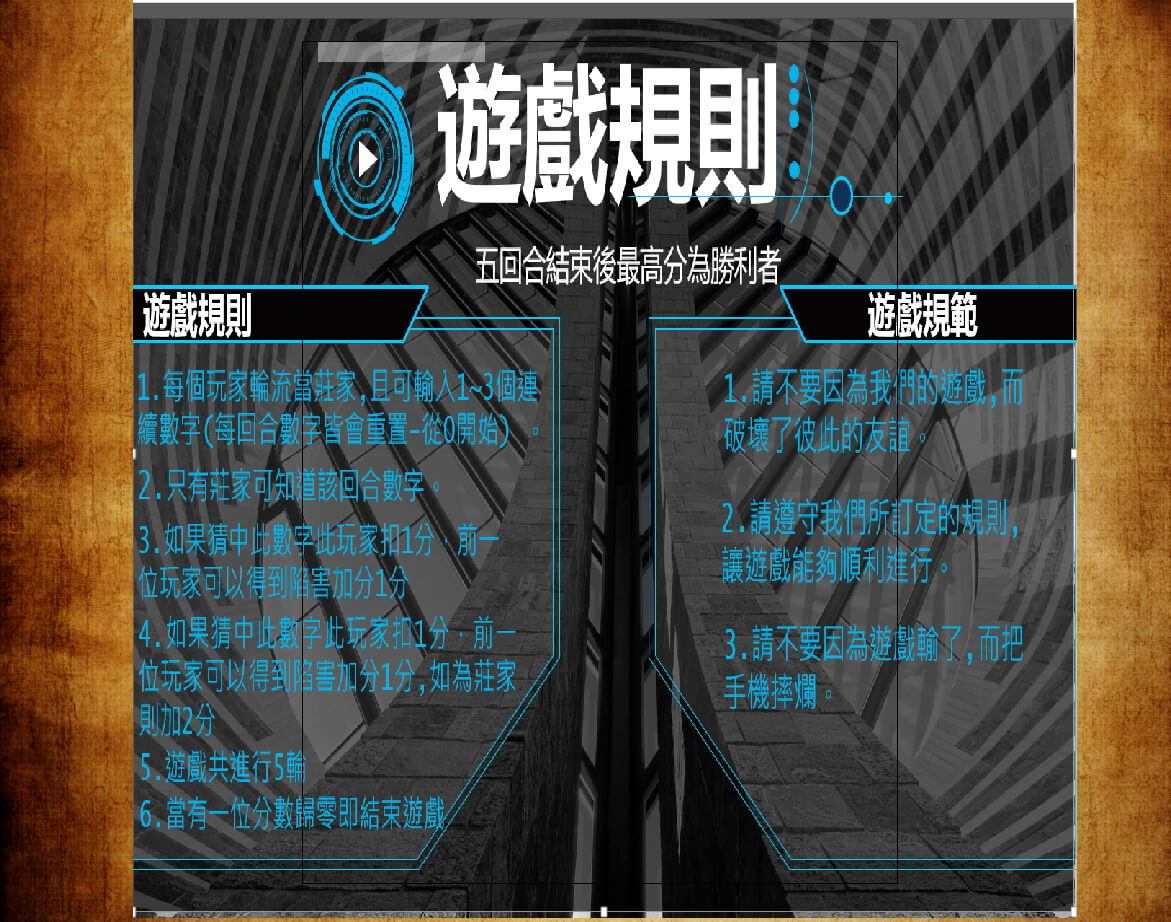 遊戲規則
五回合結束後最高分為勝利者
遊戲規則
1.每個玩家輪流當莊家,且可輸入1~3個連
續數字(每回合數字皆會重置-從0開始) 。
2.只有莊家可知道該回合數字。
3.如果猜中此數字此玩家扣1分，前一
位玩家可以得到陷害加分1分
4.如果猜中此數字此玩家扣1分，前一
位玩家可以得到陷害加分1分,如為莊家
則加2分
5.遊戲共進行5輪
6.當有一位分數歸零即結束遊戲
遊戲規範
1.請不要因為我們的遊戲,而
破壞了彼此的友誼。
2.請遵守我們所訂定的規則,
讓遊戲能夠順利進行。
3.請不要因為遊戲輸了,而把
手機摔爛。